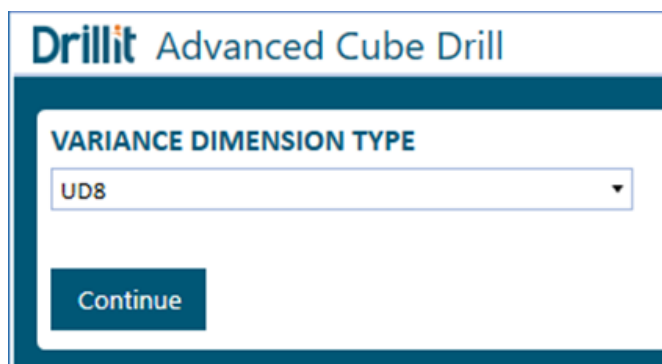 Drillit Advanced Cube Drill
VARIANCE DIMENSION TYPE
UD8
Continue